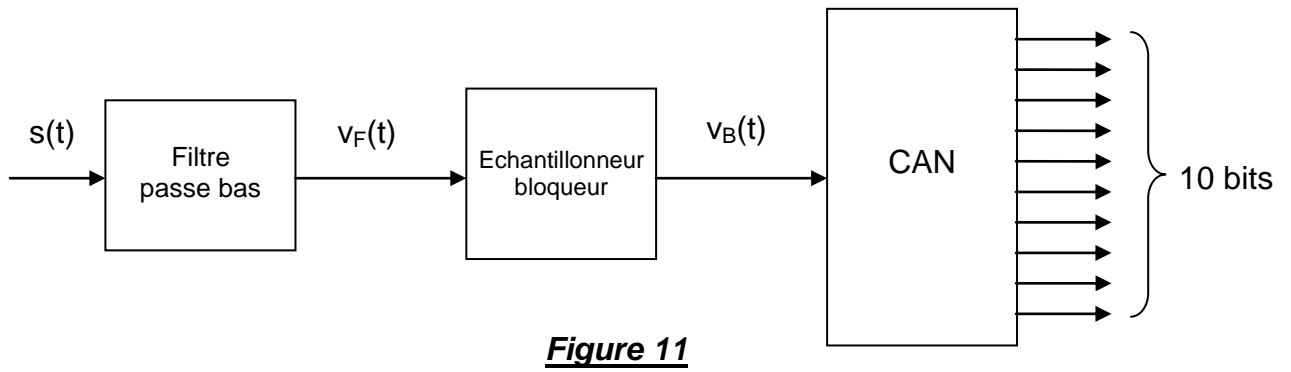 s(t)
Filtre
passe bas
v_F(t)
Echantillonneur
bloqueur
v_B(t)
CAN
10 bits
Figure 11